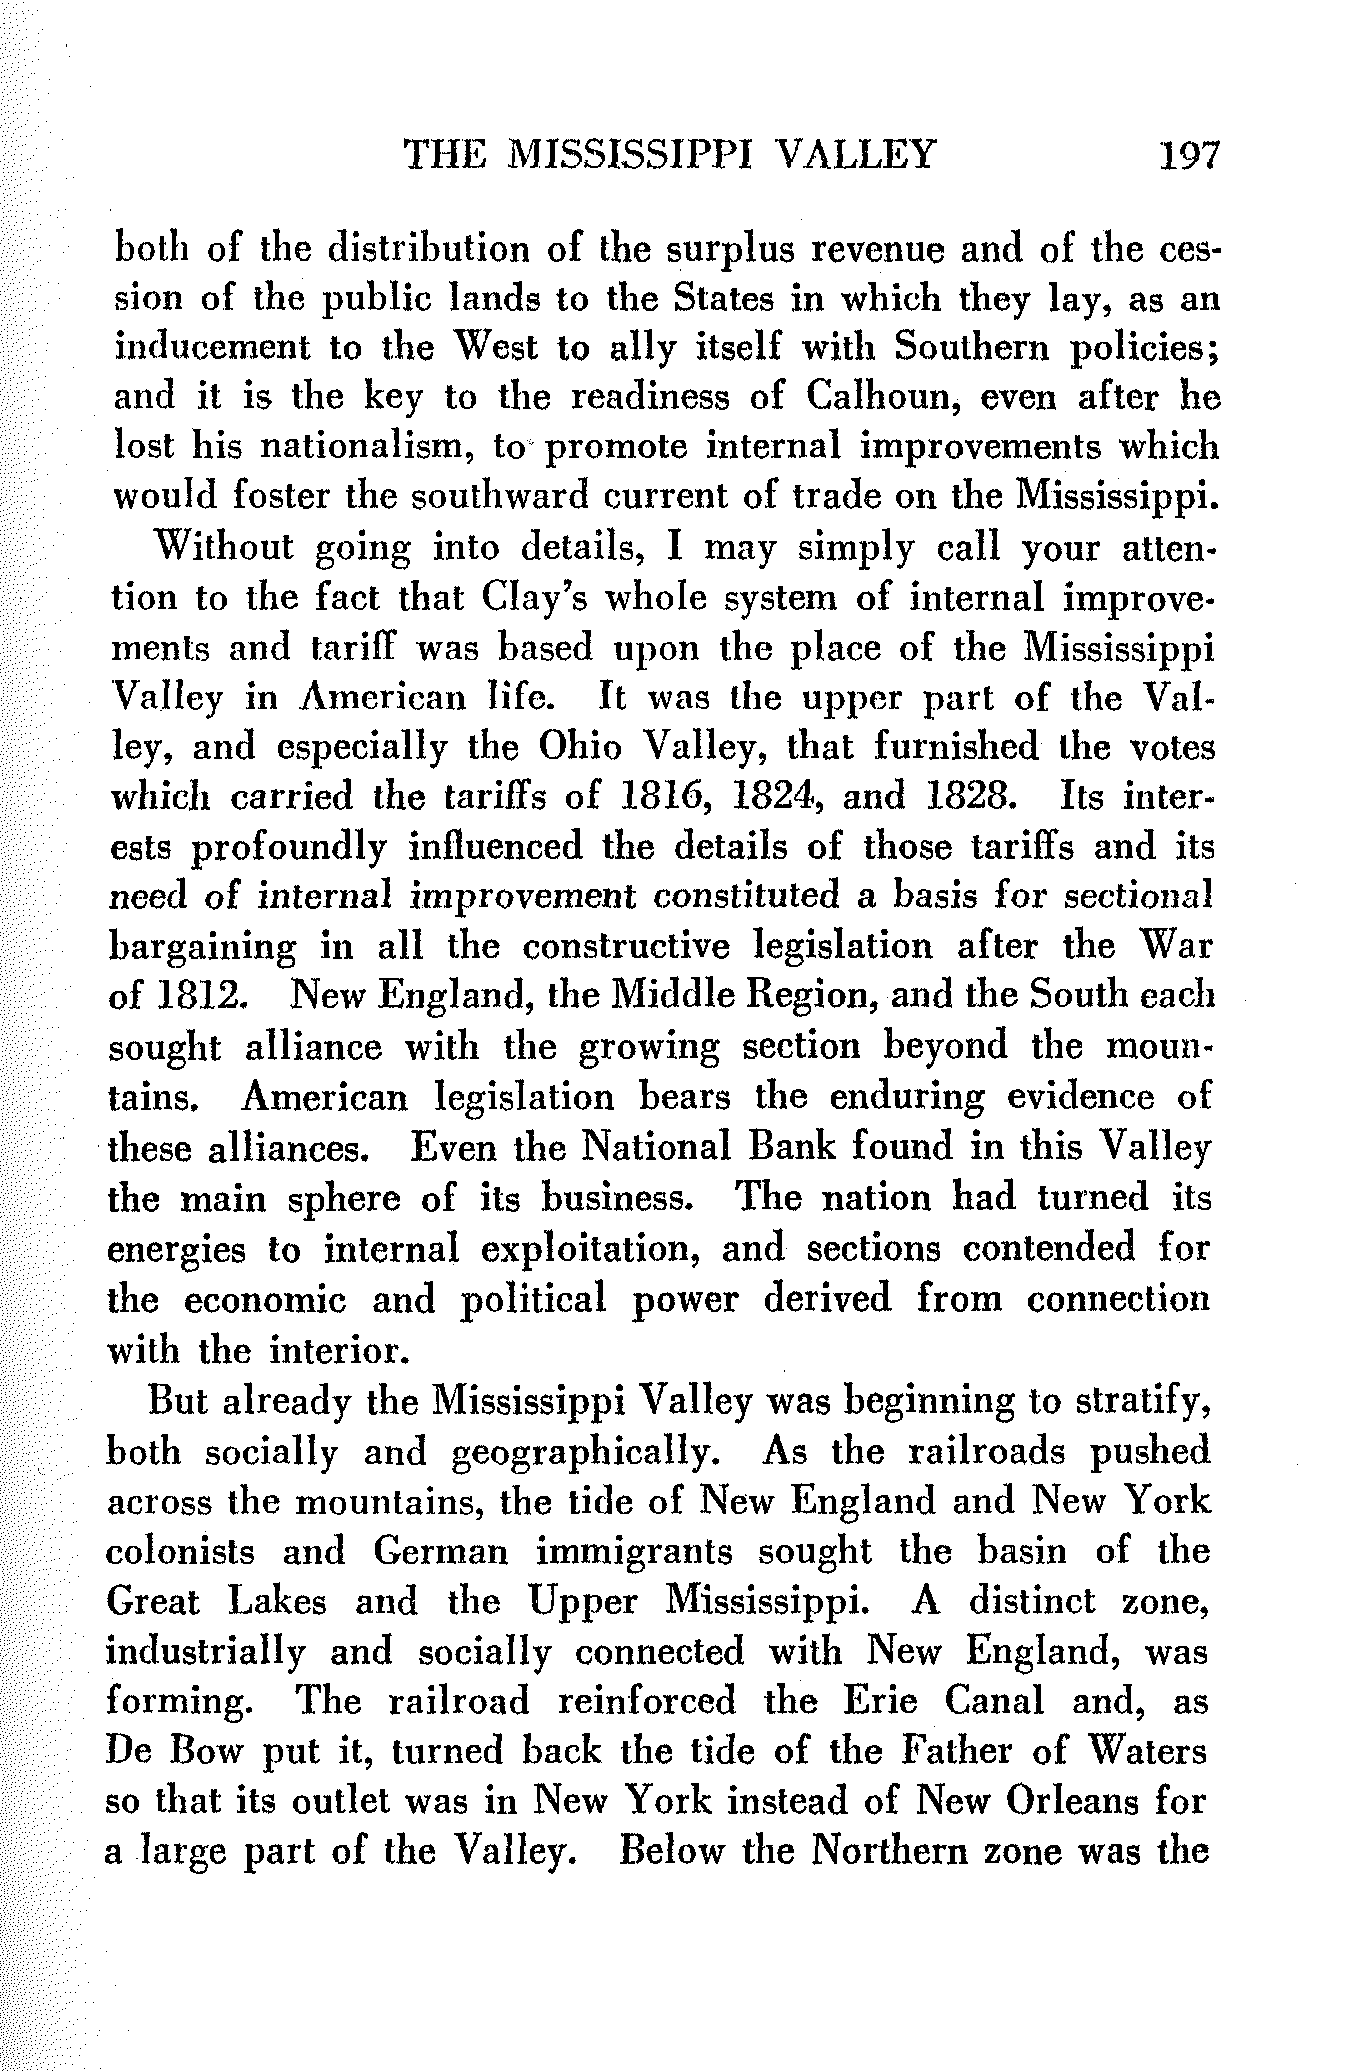 THE MISSISSIPPI VALLEY 197
both of the distribution of the surplus revenue and of the ces-
sion of the public lands to the States in which they lay, as an
inducement to the West to ally itself with Southern policies;
and it is the key to the readiness of Calhoun, even after he
lost his nationalism, to promote internal improvements which
would foster the southward current of trade on the Mississippi.
Without going into details, I may simply call your atten-
tion to the fact that Clay's whole system of internal improve-
ments and tariff was based upon the place of the Mississippi
Valley in American life. It was the upper part of the Val-
ley, and especially the Ohio Valley, that furnished the votes
which carried the tariffs of 1816, 1824, and 1828. Its inter-
ests profoundly influenced the details of those tariffs and its
need of internal improvement constituted a basis for sectional
bargaining in all the constructive legislation after the War
of 1812. New England, the Middle Region, and the South each
sought alliance with the growing section beyond the moun-
tains. American legislation bears the enduring evidence of
these alliances. Even the National Bank found in this Valley
the main sphere of its business. The nation had turned its
energies to internal exploitation, and sections contended for
the economic and political power derived from connection
with the interior.
But already the Mississippi Valley was beginning to stratify,
both socially and geographically. As the railroads pushed
across the mountains, the tide of New England and New York
colonists and German immigrants sought the basin of the
Great Lakes and the Upper Mississippi. A distinct zone,
industrially and socially connected with New England, was
forming. The railroad reinforced the Erie Canal and, as
De Bow put it, turned back the tide of the Father of Waters
so that its outlet was in New York instead of New Orleans for
a large part of the Valley. Below the Northern zone was the